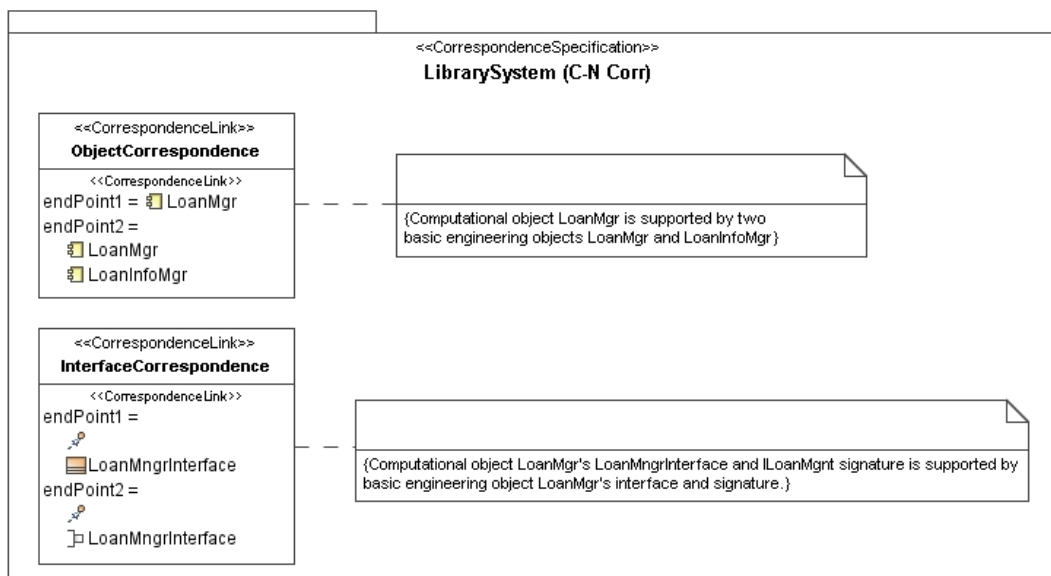 <<CorrespondenceSpecification>>
LibrarySystem (C-N Corr)
<<CorrespondenceLink>>
ObjectCorrespondence
<<CorrespondenceLink>>
endPoint1 = LoanMgr
endPoint2 =
LoanMgr
LoanInfoMgr
{Computational object LoanMgr is supported by two
basic engineering objects LoanMgr and LoanInfoMgr}
<<CorrespondenceLink>>
InterfaceCorrespondence
<<CorrespondenceLink>>
endPoint1 =
LoanMngrInterface
endPoint2 =
LoanMngrInterface
{Computational object LoanMgr's LoanMngrInterface and ILoanMgnt signature is supported by
basic engineering object LoanMgr's interface and signature.}